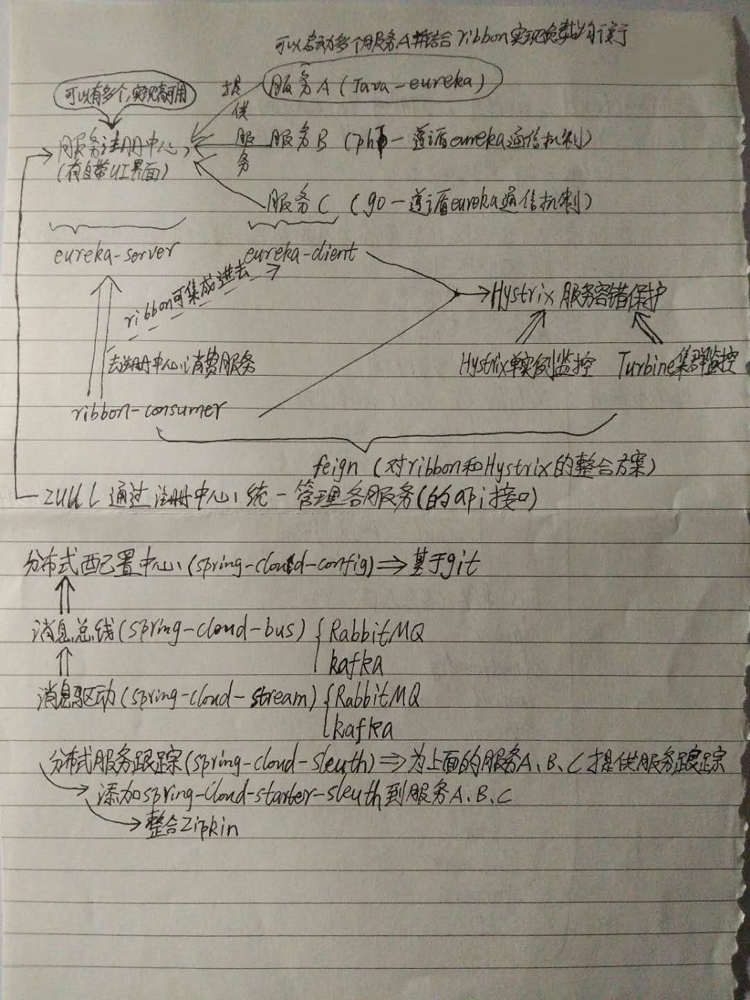 可以启动多个服务A并结合ribbon实现负载均衡
可以有多个,实现高可用
提供服务
服务A(Java-eureka)
服务注册中心
(有自带UI界面)
服务B(php-遵循eureka通信机制)
服务C(go-遵循eureka通信机制)
eureka-server
eureka-client
ribbon可集成进去
Hystrix服务容错保护
去注册中心消费服务
Hystrix单实例监控
Turbine集群监控
ribbon-consumer
feign(对ribbon和Hystrix的整合方案)
zuul通过注册中心统一管理各服务(的api接口)
分布式配置中心(spring-cloud-config)⇒基于git
消息总线(spring-cloud-bus){RabbitMQ
kafka
消息驱动(spring-cloud-stream){RabbitMQ
kafka
分布式服务跟踪(spring-cloud-sleuth)⇒为上面的服务A、B、C提供服务跟踪
添加spring-cloud-starter-sleuth到服务A、B、C
整合Zipkin